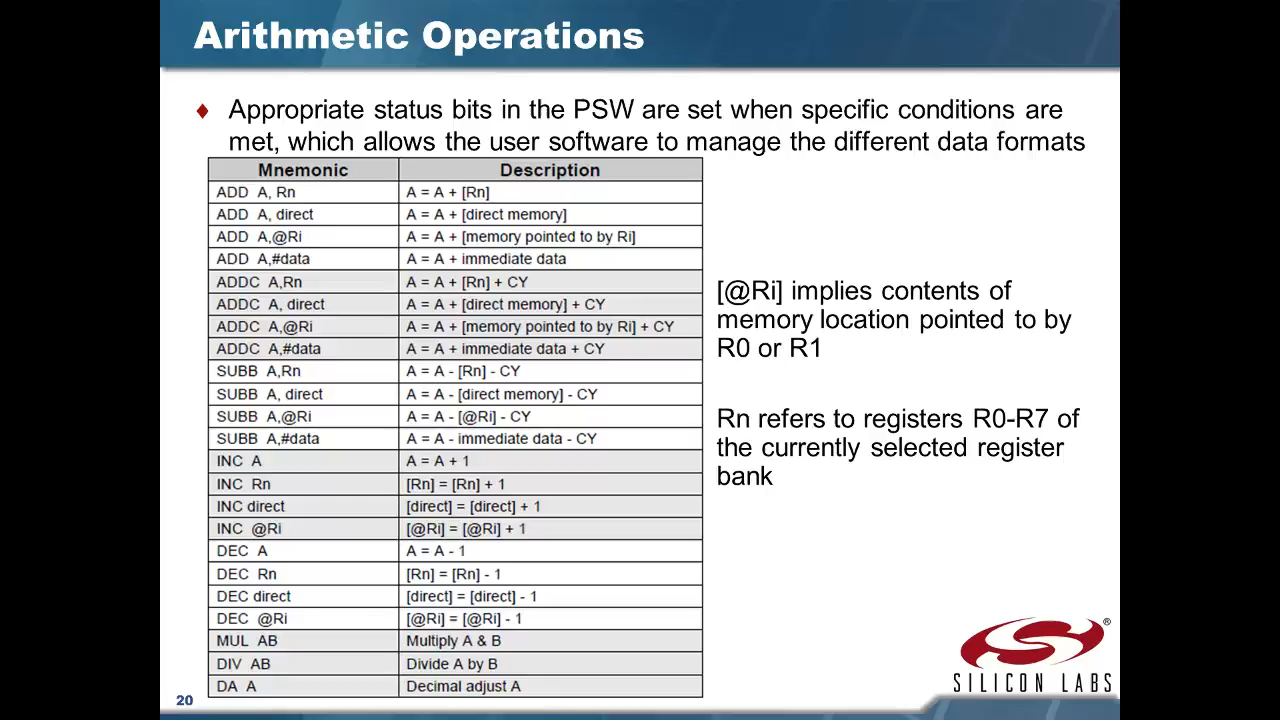 Arithmetic Operations
♦ Appropriate status bits in the PSW are set when specific conditions are
met, which allows the user software to manage the different data formats
Mnemonic Description
ADD A, Rn A = A + [Rn]
ADD A, direct A = A + [direct memory]
ADD A,@Ri A = A + [memory pointed to by Ri]
ADD A,#data A = A + immediate data
ADDC A,Rn A = A + [Rn] + CY
ADDC A, direct A = A + [direct memory] + CY
ADDC A,@Ri A = A + [memory pointed to by Ri] + CY
ADDC A,#data A = A + immediate data + CY
SUBB A,Rn A = A - [Rn] - CY
SUBB A, direct A = A - [direct memory] - CY
SUBB A,@Ri A = A - [@Ri] - CY
SUBB A,#data A = A - immediate data - CY
INC A A = A + 1
INC Rn [Rn] = [Rn] + 1
INC direct [direct] = [direct] + 1
INC @Ri [@Ri] = [@Ri] + 1
DEC A A = A - 1
DEC Rn [Rn] = [Rn] - 1
DEC direct [direct] = [direct] - 1
DEC @Ri [@Ri] = [@Ri] - 1
MUL AB Multiply A & B
DIV AB Divide A by B
DA A Decimal adjust A
[@Ri] implies contents of
memory location pointed to by
R0 or R1
Rn refers to registers R0-R7 of
the currently selected register
bank
®
SILICON LABS
20